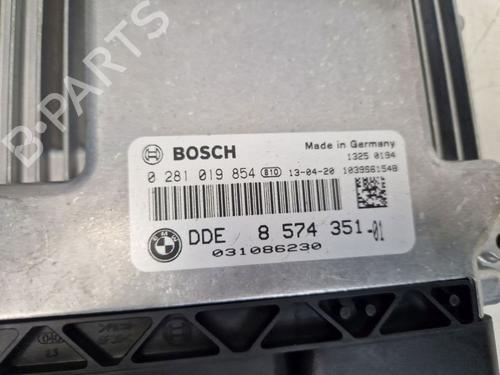 B-PARTS
BOSCH
Made in Germany
1325 0194
0 281 019 854 810 13-04-20 1039S61548
BMW
DDE 8 574 351-01
031086230